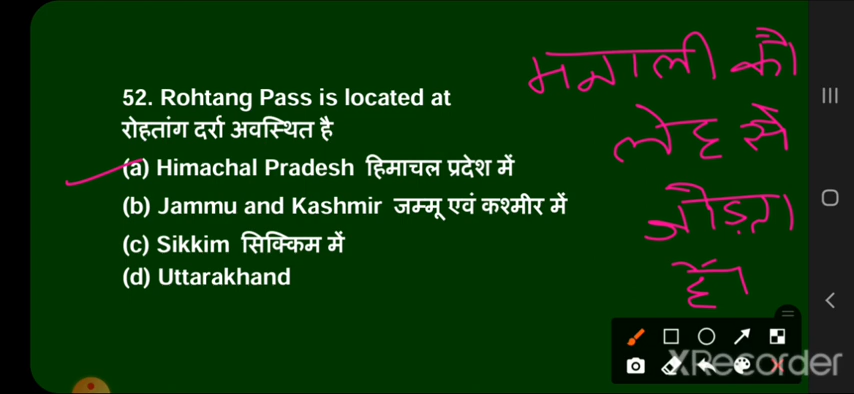 52. Rohtang Pass is located at
रोहतांग दर्रा अवस्थित है
(a) Himachal Pradesh हिमाचल प्रदेश में
(b) Jammu and Kashmir जम्मू एवं कश्मीर में
(c) Sikkim सिक्किम में
(d) Uttarakhand
मनाली को
लेह से
जोड़ता
है।
XRecorder